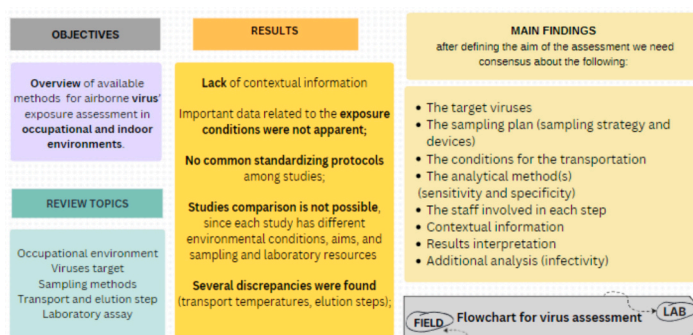 OBJECTIVES
Overview of available
methods for airborne virus'
exposure assessment in
occupational and indoor
environments.
REVIEW TOPICS
Occupational environment
Viruses target
Sampling methods
Transport and elution step
Laboratory assay
RESULTS
Lack of contextual information
Important data related to the exposure
conditions were not apparent;
No common standardizing protocols
among studies;
Studies comparison is not possible,
since each study has different
environmental conditions, aims, and
sampling and laboratory resources
Several discrepancies were found
(transport temperatures, elution steps);
MAIN FINDINGS
after defining the aim of the assessment we need
consensus about the following:
• The target viruses
• The sampling plan (sampling strategy and
devices)
• The conditions for the transportation
• The analytical method(s)
(sensitivity and specificity)
• The staff involved in each step
• Contextual information
• Results interpretation
• Additional analysis (infectivity)
FIELD Flowchart for virus assessment LAB